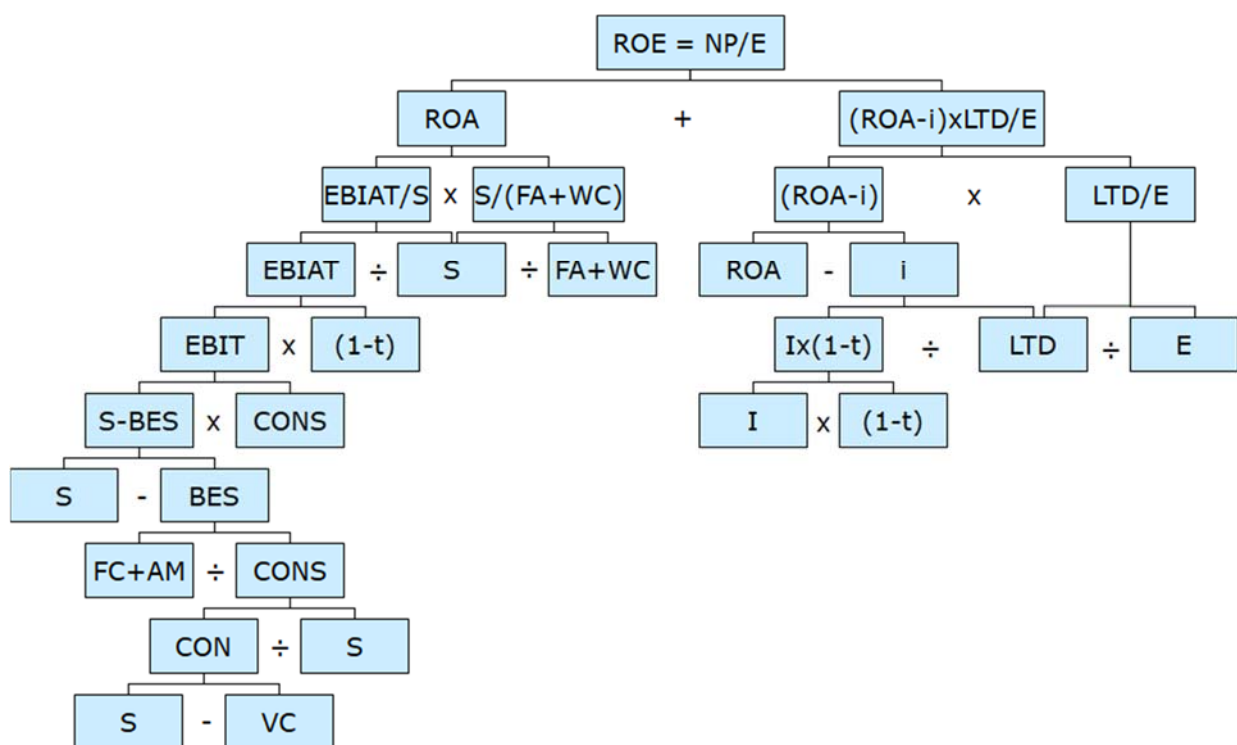 ROE = NP/E
ROA + (ROA-i)xLTD/E
EBIAT/S x S/(FA+WC) (ROA-i) x LTD/E
EBIAT ÷ S ÷ FA+WC ROA - i
EBIT x (1-t) Ix(1-t) ÷ LTD ÷ E
S-BES x CONS I x (1-t)
S - BES
FC+AM ÷ CONS
CON ÷ S
S - VC